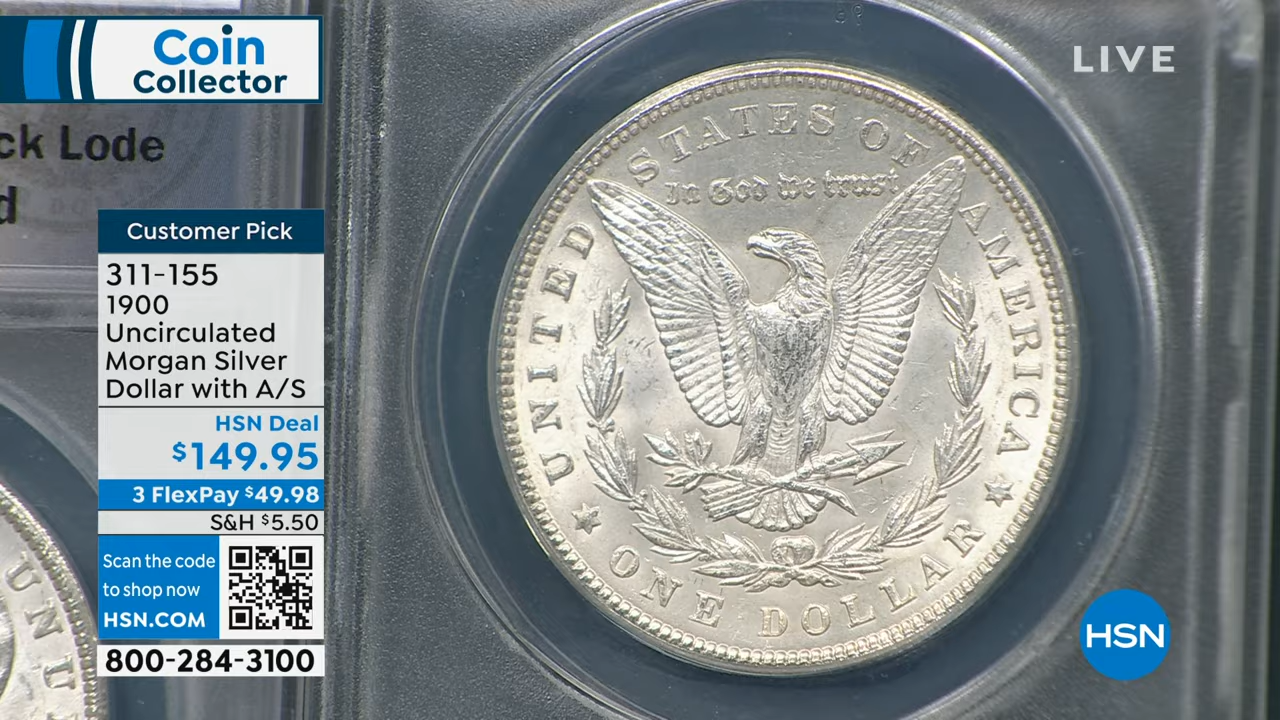 Coin
Collector
LIVE
ck Lode
d
Customer Pick
311-155
1900
Uncirculated
Morgan Silver
Dollar with A/S
HSN Deal
$149.95
3 FlexPay $49.98
S&H $5.50
Scan the code
to shop now
HSN.COM
800-284-3100
UNITED STATES OF AMERICA
In God we trust
ONE DOLLAR
HSN
UNI